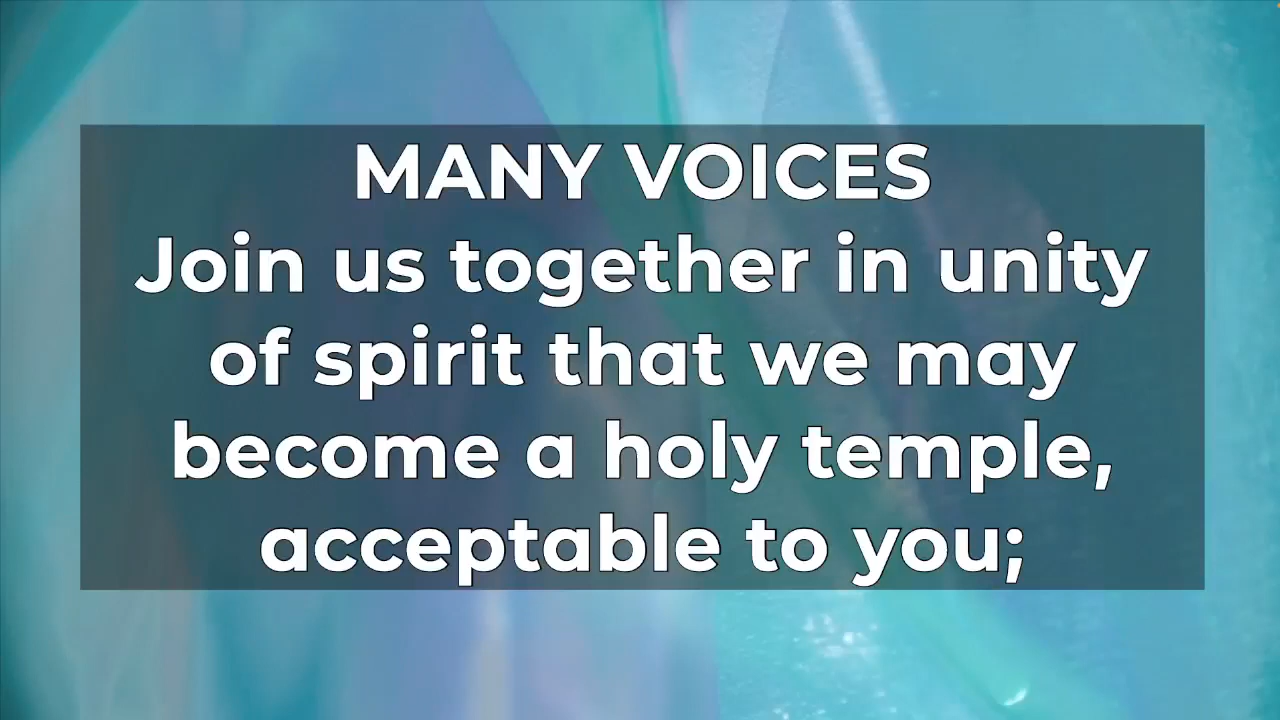 MANY VOICES
Join us together in unity
of spirit that we may
become a holy temple,
acceptable to you;